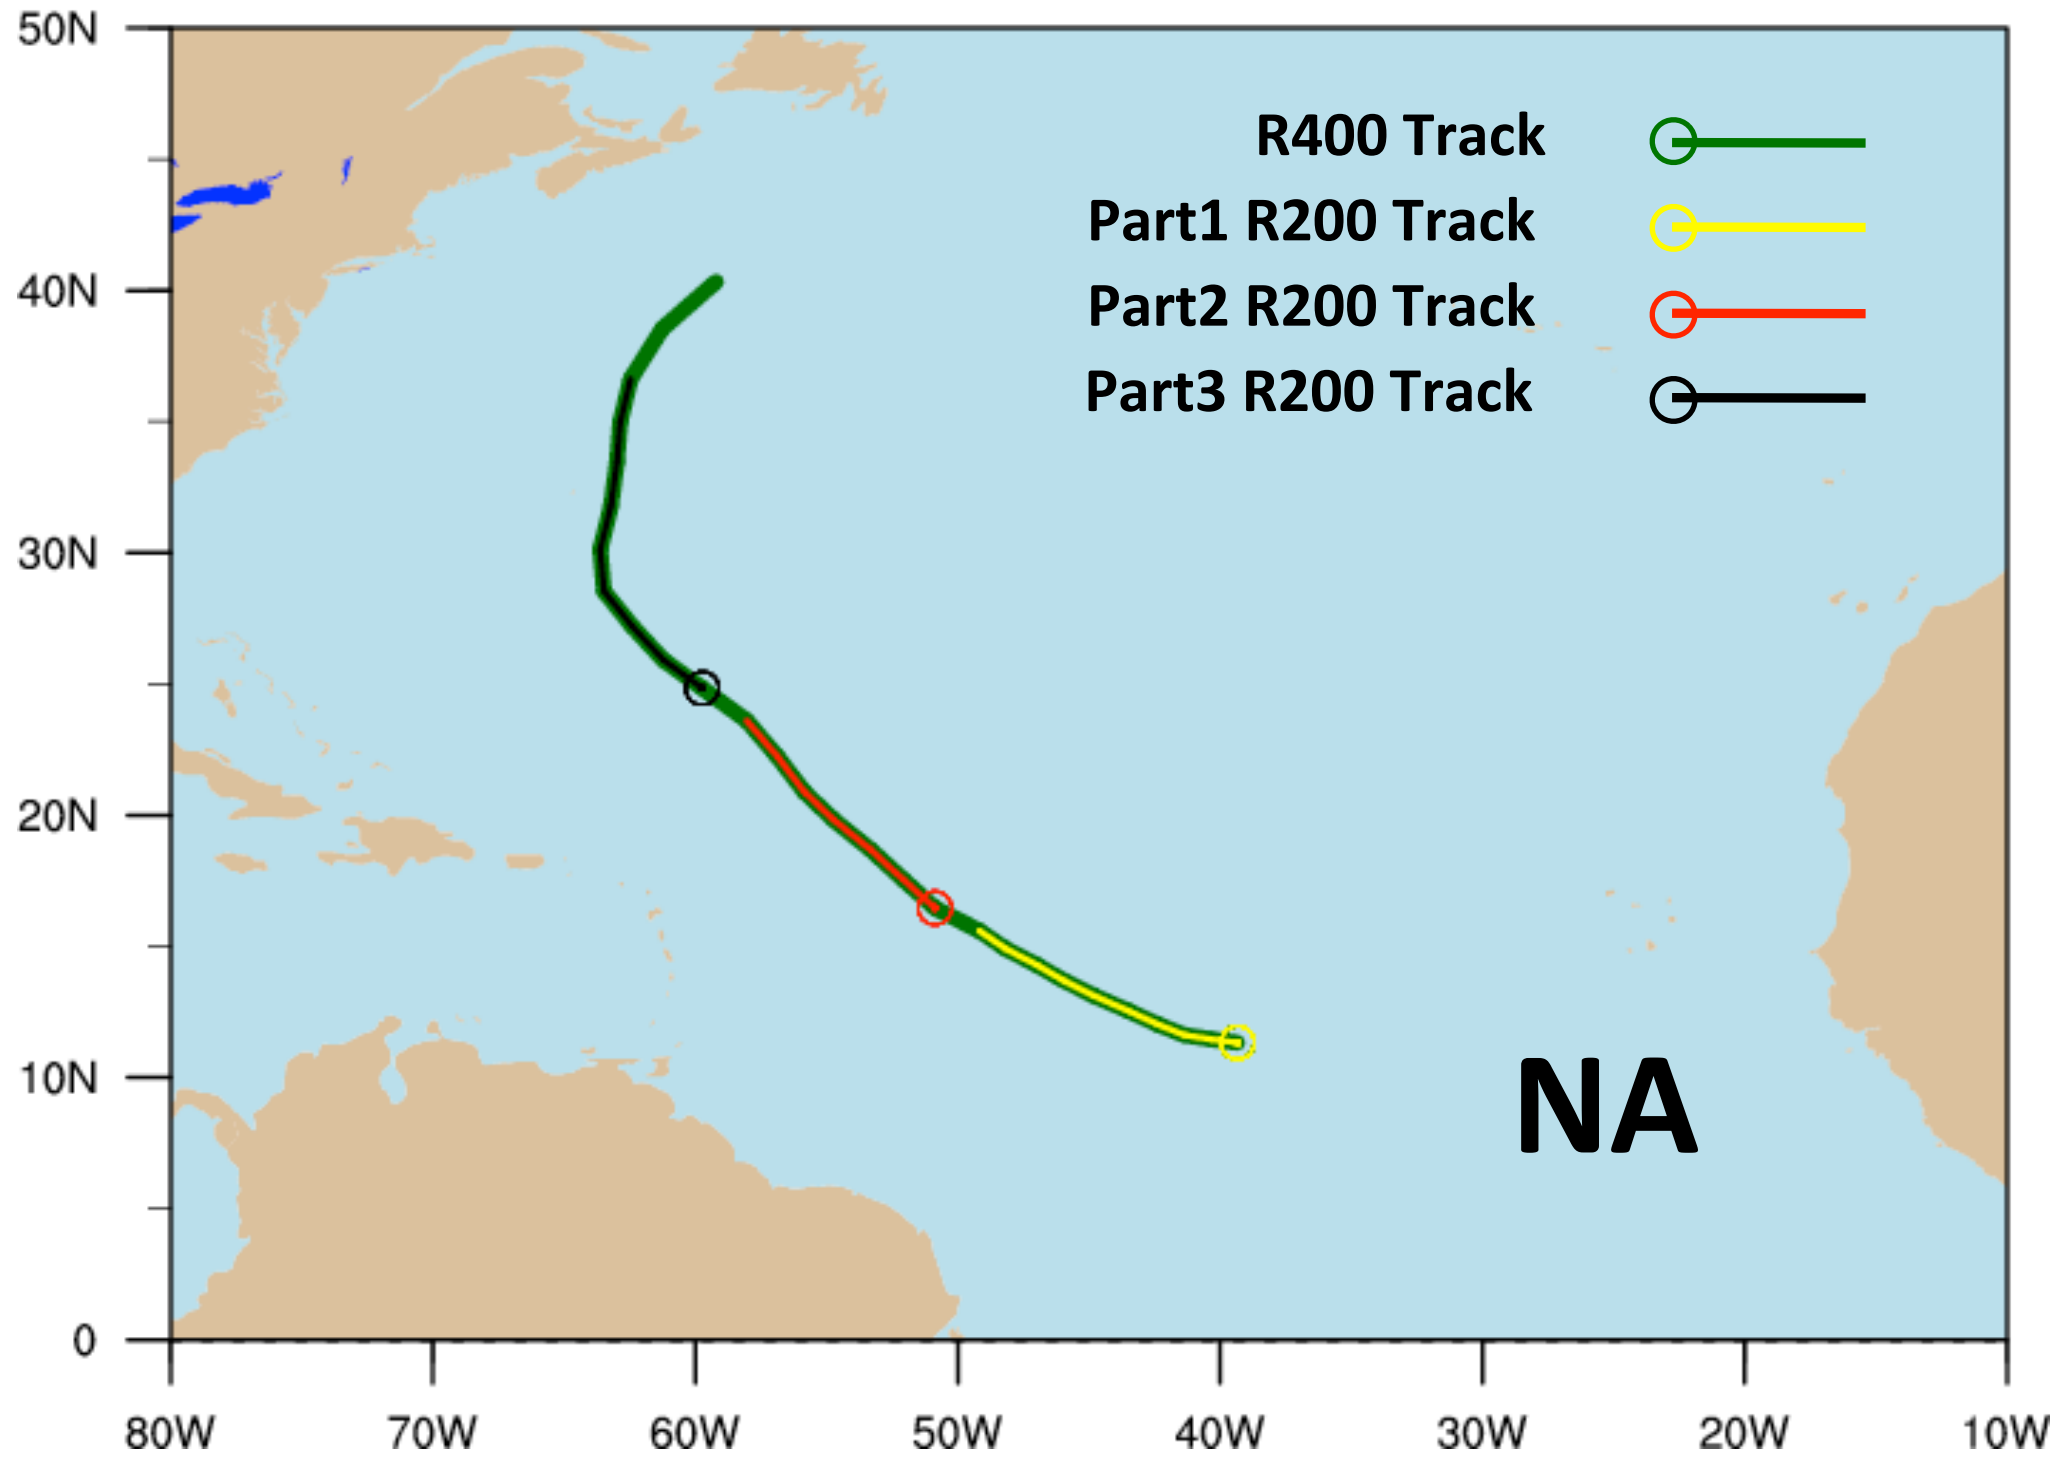 50N
R400 Track
Part1 R200 Track
40N
Part2 R200 Track
Part3 R200 Track
30N
20N
10N
NA
0
80W 70W 60W 50W 40W 30W 20W 10W